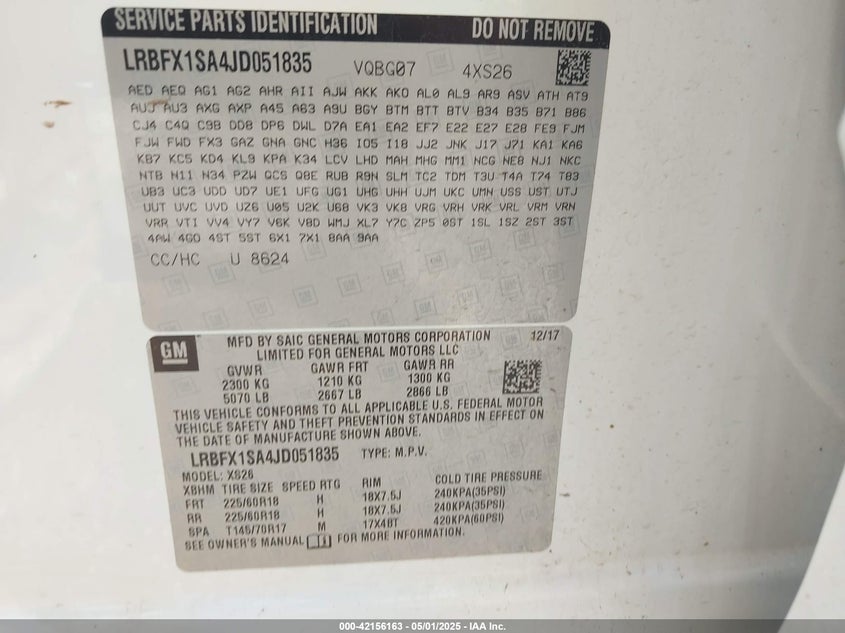 SERVICE PARTS IDENTIFICATION DO NOT REMOVE
LRBFX1SA4JD051835 VQBG07 4XS26
AED AEQ AG1 AG2 AHR AII AJW AKK AKO AL0 AL9 AR9 ASV ATH AT9
AUJ AU3 AXG AXP A45 A63 A9U BGY BTM BTT BTV B34 B35 B71 B86
CJ4 C4Q C9B DD8 DP6 DWL D7A EA1 EA2 EF7 E22 E27 E28 FE9 FJM
FJW FWD FX3 GAZ GNA GNC H36 IO5 I18 JJ2 JNK J17 J71 KA1 KA6
KB7 KC5 KD4 KL9 KPA K34 LCV LHD MAH MHG MM1 NCG NE8 NJ1 NKC
NTB N11 N34 PZW QCS Q8E RUB R9N SLM TC2 TDM T3U T4A T74 T83
UB3 UC3 UDD UD7 UE1 UFG UG1 UHG UHH UJM UKC UMN USS UST UTJ
UUT UVC UVD UZ6 U05 U2K U68 VK3 VK8 VRG VRH VRK VRL VRM VRN
VRR VTI VV4 VY7 V6K V8D WMJ XL7 Y7C ZP5 0ST 1SL 1SZ 2ST 3ST
4AW 4GO 4ST 5ST 6X1 7X1 8AA 9AA
CC/HC U 8624
GM
MFD BY SAIC GENERAL MOTORS CORPORATION 12/17
LIMITED FOR GENERAL MOTORS LLC
GVWR GAWR FRT GAWR RR
2300 KG 1210 KG 1300 KG
5070 LB 2667 LB 2866 LB
THIS VEHICLE CONFORMS TO ALL APPLICABLE U.S. FEDERAL MOTOR
VEHICLE SAFETY AND THEFT PREVENTION STANDARDS IN EFFECT ON
THE DATE OF MANUFACTURE SHOWN ABOVE.
LRBFX1SA4JD051835 TYPE: M.P.V.
MODEL: XS26
XBHM TIRE SIZE SPEED RTG RIM COLD TIRE PRESSURE
FRT 225/60R18 H 18X7.5J 240KPA(35PSI)
RR 225/60R18 H 18X7.5J 240KPA(35PSI)
SPA T145/70R17 M 17X4BT 420KPA(60PSI)
SEE OWNER'S MANUAL FOR MORE INFORMATION.
000-42156163 - 05/01/2025 - IAA Inc.